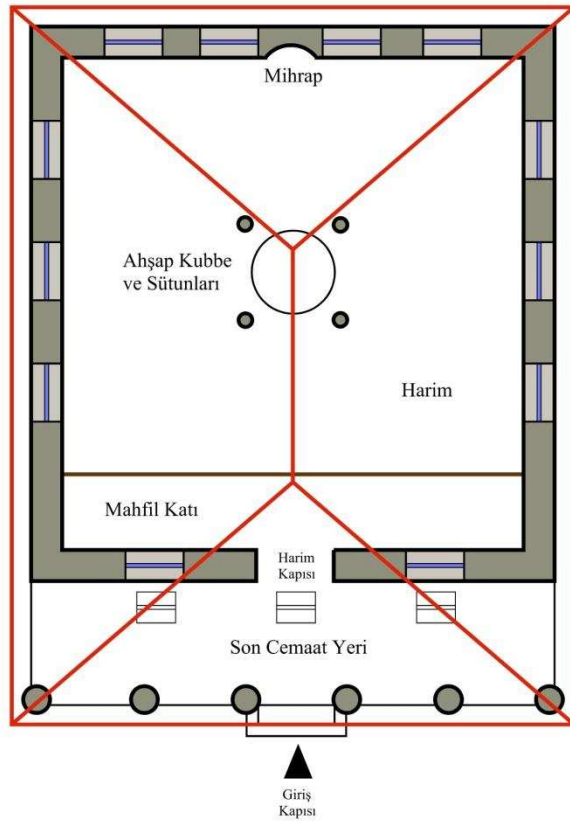 Mihrap
Ahşap Kubbe
ve Sütunları
Harim
Mahfil Katı
Harim
Kapısı
Son Cemaat Yeri
Giriş
Kapısı